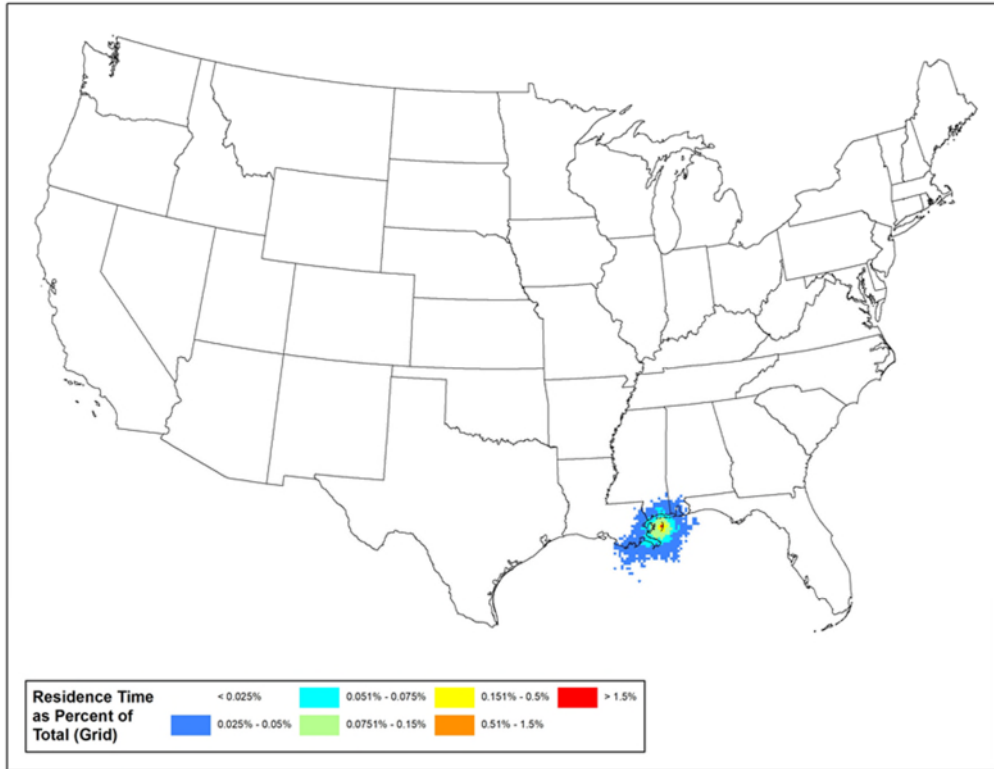 Residence Time
as Percent of
Total (Grid)
< 0.025%
0.051% - 0.075%
0.151% - 0.5%
> 1.5%
0.025% - 0.05%
0.0751% - 0.15%
0.51% - 1.5%